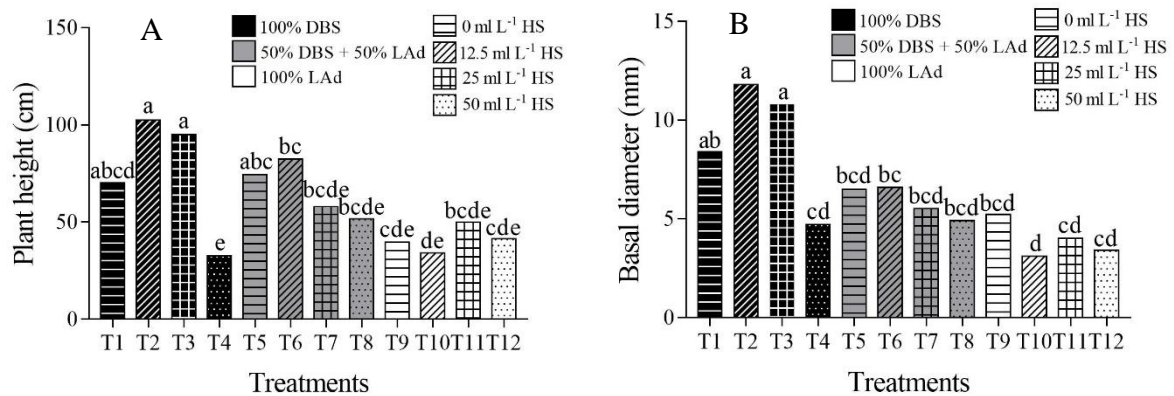 A
100% DBS
50% DBS + 50% LAd
100% LAd
0 ml L⁻¹ HS
12.5 ml L⁻¹ HS
25 ml L⁻¹ HS
50 ml L⁻¹ HS
Plant height (cm)
150
100
50
0
abcd
a
a
e
abc
bc
bcde
bcde
cde
de
bcde
cde
T1 T2 T3 T4 T5 T6 T7 T8 T9 T10 T11 T12
Treatments
B
100% DBS
50% DBS + 50% LAd
100% LAd
0 ml L⁻¹ HS
12.5 ml L⁻¹ HS
25 ml L⁻¹ HS
50 ml L⁻¹ HS
Basal diameter (mm)
15
10
5
0
ab
a
a
cd
bcd
bc
bcd
bcd
bcd
d
cd
cd
T1 T2 T3 T4 T5 T6 T7 T8 T9 T10 T11 T12
Treatments